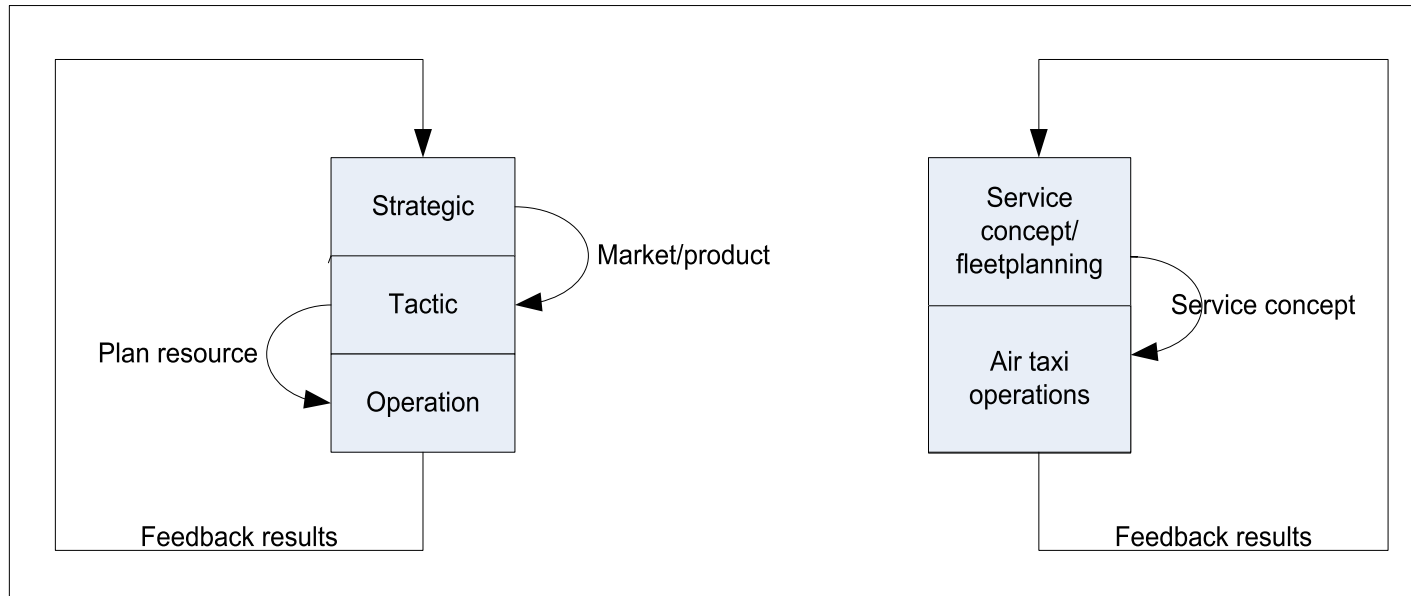 Strategic
Market/product
Tactic
Plan resource
Operation
Feedback results
Service
concept/
fleetplanning
Service concept
Air taxi
operations
Feedback results